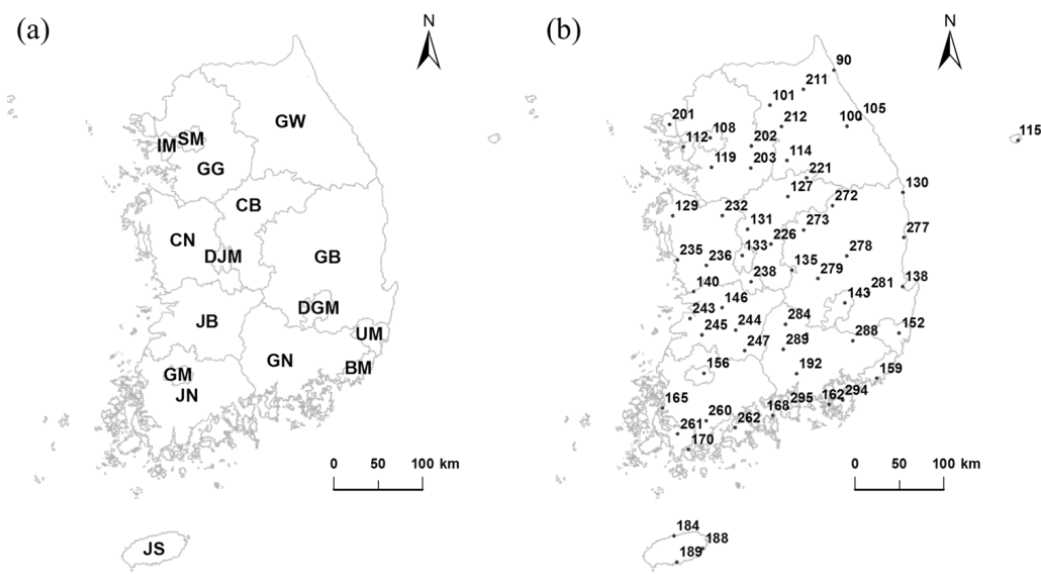 (a)
N
GW
SM
IM
GG
CB
CN
DJM
GB
DGM
JB
UM
GN
BM
GM
JN
0 50 100 km
JS
(b)
N
90
211
101
105
201
212
100
108
115
112
202
114
119
203
221
127
130
272
129
232
131
226
273
277
133
235
236
135
278
238
279
281
138
140
146
143
243
284
244
152
245
288
289
247
156
192
159
165
295
162
294
168
260
262
261
170
0 50 100 km
184
188
189